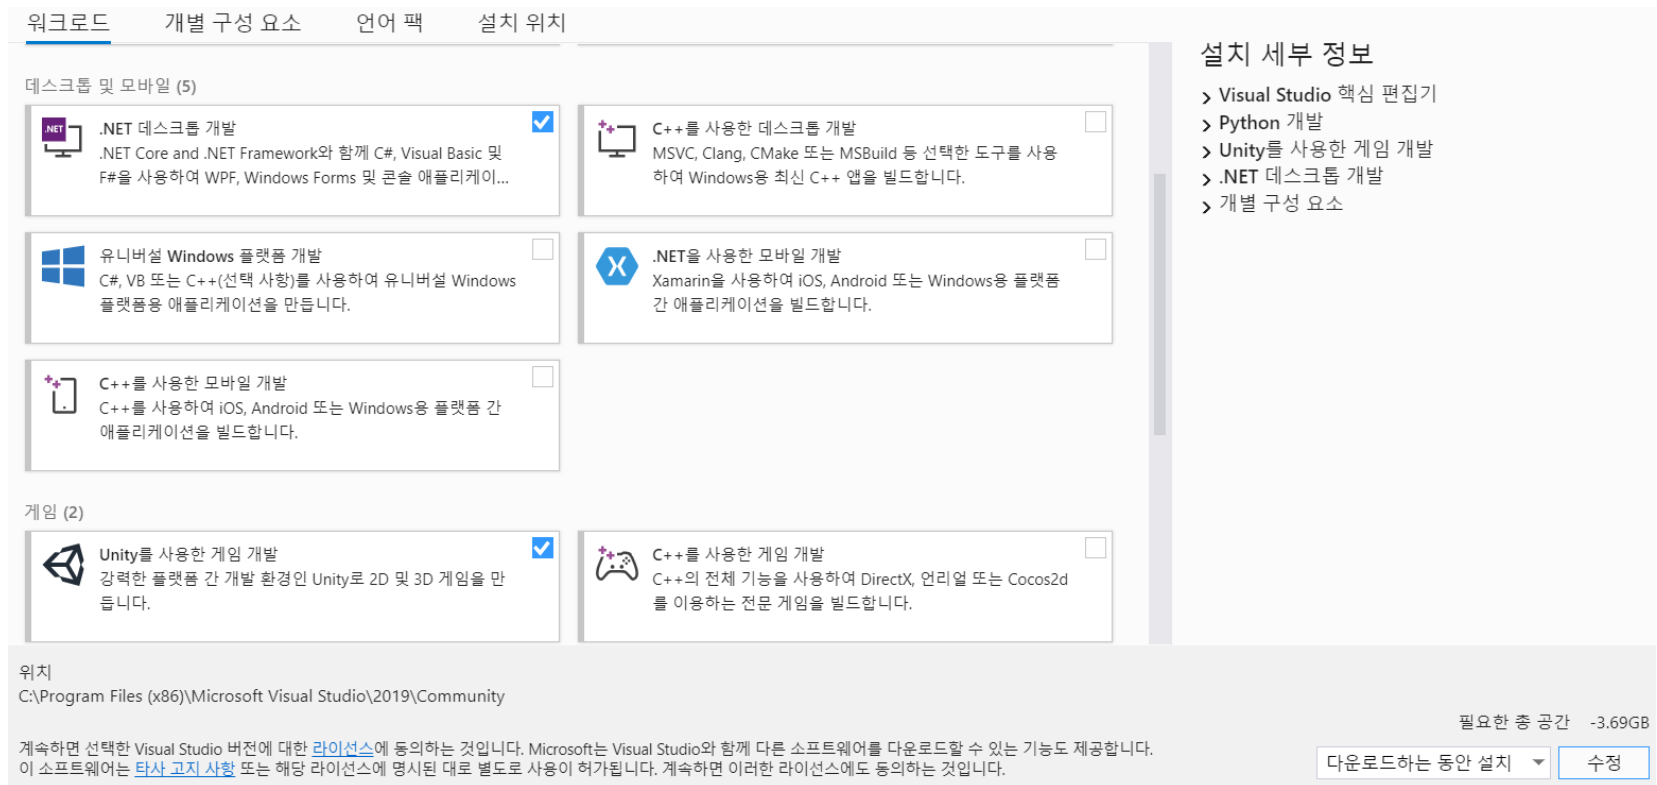 워크로드 개별 구성 요소 언어 팩 설치 위치
데스크톱 및 모바일 (5)
.NET
.NET 데스크톱 개발
.NET Core and .NET Framework와 함께 C#, Visual Basic 및
F#을 사용하여 WPF, Windows Forms 및 콘솔 애플리케이...
C++를 사용한 데스크톱 개발
MSVC, Clang, CMake 또는 MSBuild 등 선택한 도구를 사용
하여 Windows용 최신 C++ 앱을 빌드합니다.
유니버설 Windows 플랫폼 개발
C#, VB 또는 C++(선택 사항)를 사용하여 유니버설 Windows
플랫폼용 애플리케이션을 만듭니다.
.NET을 사용한 모바일 개발
Xamarin을 사용하여 iOS, Android 또는 Windows용 플랫폼
간 애플리케이션을 빌드합니다.
C++를 사용한 모바일 개발
C++를 사용하여 iOS, Android 또는 Windows용 플랫폼 간
애플리케이션을 빌드합니다.
게임 (2)
Unity를 사용한 게임 개발
강력한 플랫폼 간 개발 환경인 Unity로 2D 및 3D 게임을 만
듭니다.
C++를 사용한 게임 개발
C++의 전체 기능을 사용하여 DirectX, 언리얼 또는 Cocos2d
를 이용하는 전문 게임을 빌드합니다.
설치 세부 정보
Visual Studio 핵심 편집기
Python 개발
Unity를 사용한 게임 개발
.NET 데스크톱 개발
개별 구성 요소
위치
C:\Program Files (x86)\Microsoft Visual Studio\2019\Community
필요한 총 공간 -3.69GB
계속하면 선택한 Visual Studio 버전에 대한 라이선스에 동의하는 것입니다. Microsoft는 Visual Studio와 함께 다른 소프트웨어를 다운로드할 수 있는 기능도 제공합니다.
이 소프트웨어는 타사 고지 사항 또는 해당 라이선스에 명시된 대로 별도로 사용이 허가됩니다. 계속하면 이러한 라이선스에도 동의하는 것입니다.
다운로드하는 동안 설치 수정